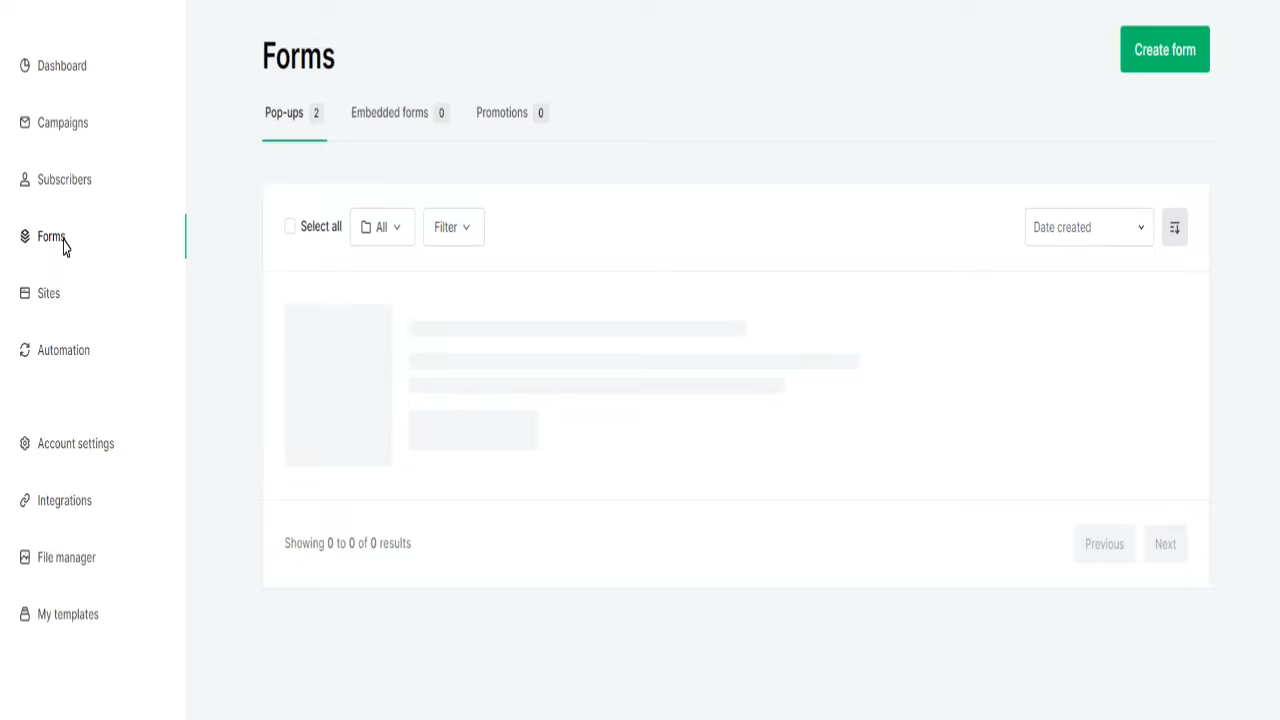 Dashboard
Campaigns
Subscribers
Forms
Sites
Automation
Account settings
Integrations
File manager
My templates
Forms
Create form
Pop-ups 2 Embedded forms 0 Promotions 0
Select all All Filter Date created
Showing 0 to 0 of 0 results Previous Next